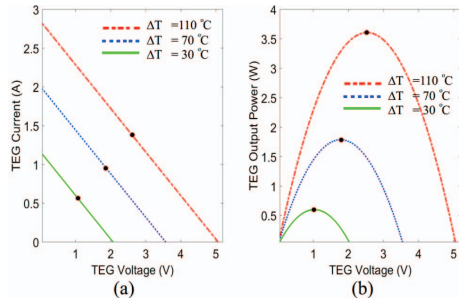 3
2.5
2
1.5
1
0.5
0
TEG Current (A)
ΔT =110 °C
ΔT = 70 °C
ΔT = 30 °C
1 2 3 4 5
TEG Voltage (V)
(a)
4
3.5
3
2.5
2
1.5
1
0.5
TEG Output Power (W)
ΔT =110 °C
ΔT = 70 °C
ΔT = 30 °C
1 2 3 4 5
TEG Voltage (V)
(b)